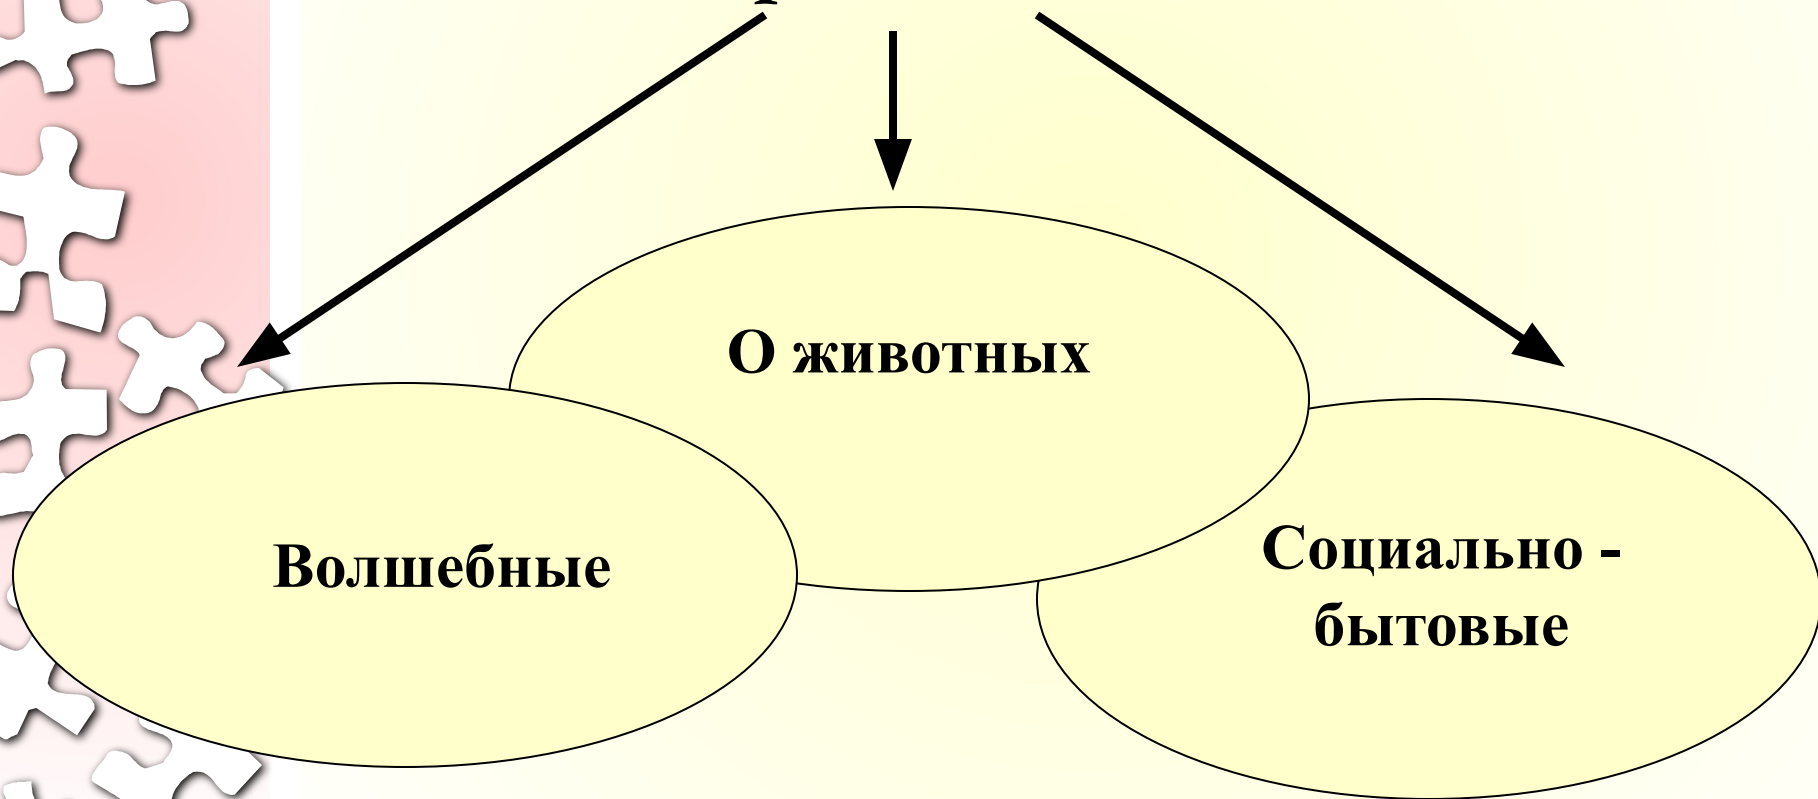 О животных
Волшебные
Социально -
бытовые